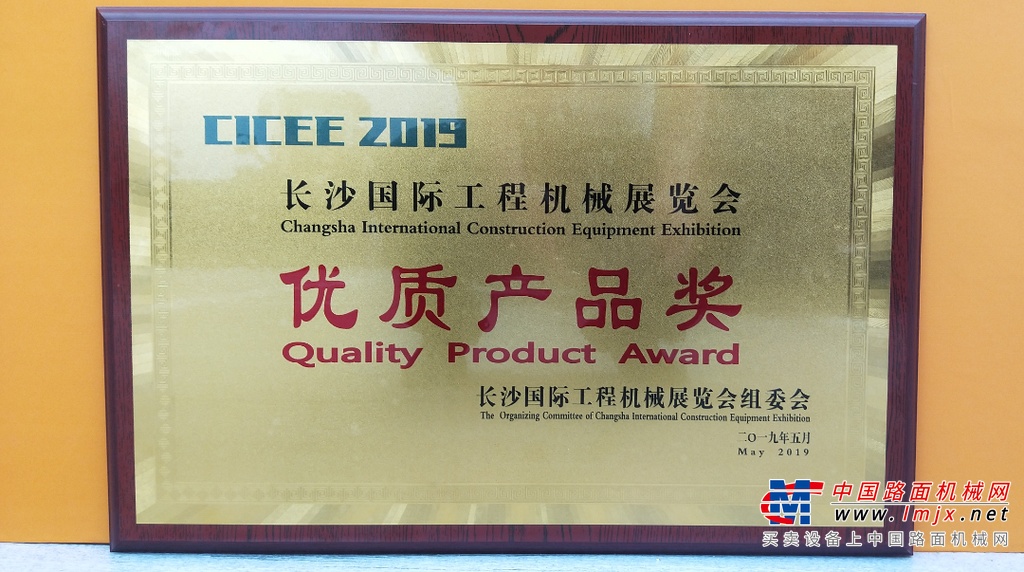 CICEE 2019
长沙国际工程机械展览会
Changsha International Construction Equipment Exhibition
优质产品奖
Quality Product Award
长沙国际工程机械展览会组委会
The Organizing Committee of Changsha International Construction Equipment Exhibition
二〇一九年五月
May 2019
中国路面机械网
www.lmjx.net
买卖设备上中国路面机械网